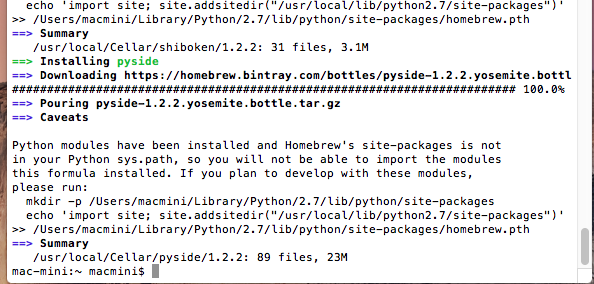 echo 'import site; site.addsitedir("/usr/local/lib/python2.7/site-packages")'
>> /Users/macmini/Library/Python/2.7/lib/python/site-packages/homebrew.pth
==> Summary
/usr/local/Cellar/shiboken/1.2.2: 31 files, 3.1M
==> Installing pyside
==> Downloading https://homebrew.bintray.com/bottles/pyside-1.2.2.yosemite.bottl
######################################################################## 100.0%
==> Pouring pyside-1.2.2.yosemite.bottle.tar.gz
==> Caveats
Python modules have been installed and Homebrew's site-packages is not
in your Python sys.path, so you will not be able to import the modules
this formula installed. If you plan to develop with these modules,
please run:
mkdir -p /Users/macmini/Library/Python/2.7/lib/python/site-packages
echo 'import site; site.addsitedir("/usr/local/lib/python2.7/site-packages")'
>> /Users/macmini/Library/Python/2.7/lib/python/site-packages/homebrew.pth
==> Summary
/usr/local/Cellar/pyside/1.2.2: 89 files, 23M
mac-mini:~ macmini$